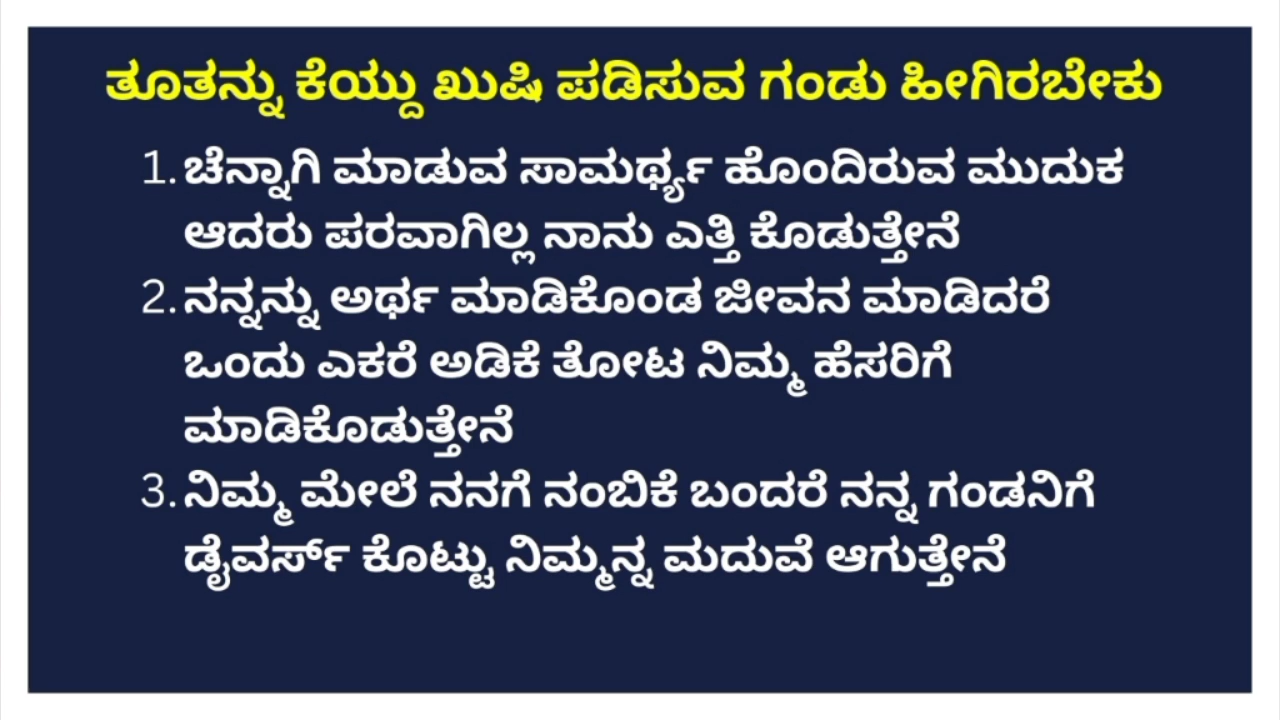 ತೂತನ್ನು ಕೆಯ್ದು ಖುಷಿ ಪಡಿಸುವ ಗಂಡು ಹೀಗಿರಬೇಕು
1. ಚೆನ್ನಾಗಿ ಮಾಡುವ ಸಾಮರ್ಥ್ಯ ಹೊಂದಿರುವ ಮುದುಕ
ಆದರು ಪರವಾಗಿಲ್ಲ ನಾನು ಎತ್ತಿ ಕೊಡುತ್ತೇನೆ
2. ನನ್ನನ್ನು ಅರ್ಥ ಮಾಡಿಕೊಂಡ ಜೀವನ ಮಾಡಿದರೆ
ಒಂದು ಎಕರೆ ಅಡಿಕೆ ತೋಟ ನಿಮ್ಮ ಹೆಸರಿಗೆ
ಮಾಡಿಕೊಡುತ್ತೇನೆ
3. ನಿಮ್ಮ ಮೇಲೆ ನನಗೆ ನಂಬಿಕೆ ಬಂದರೆ ನನ್ನ ಗಂಡನಿಗೆ
ಡೈವರ್ಸ್ ಕೊಟ್ಟು ನಿಮ್ಮನ್ನ ಮದುವೆ ಆಗುತ್ತೇನೆ